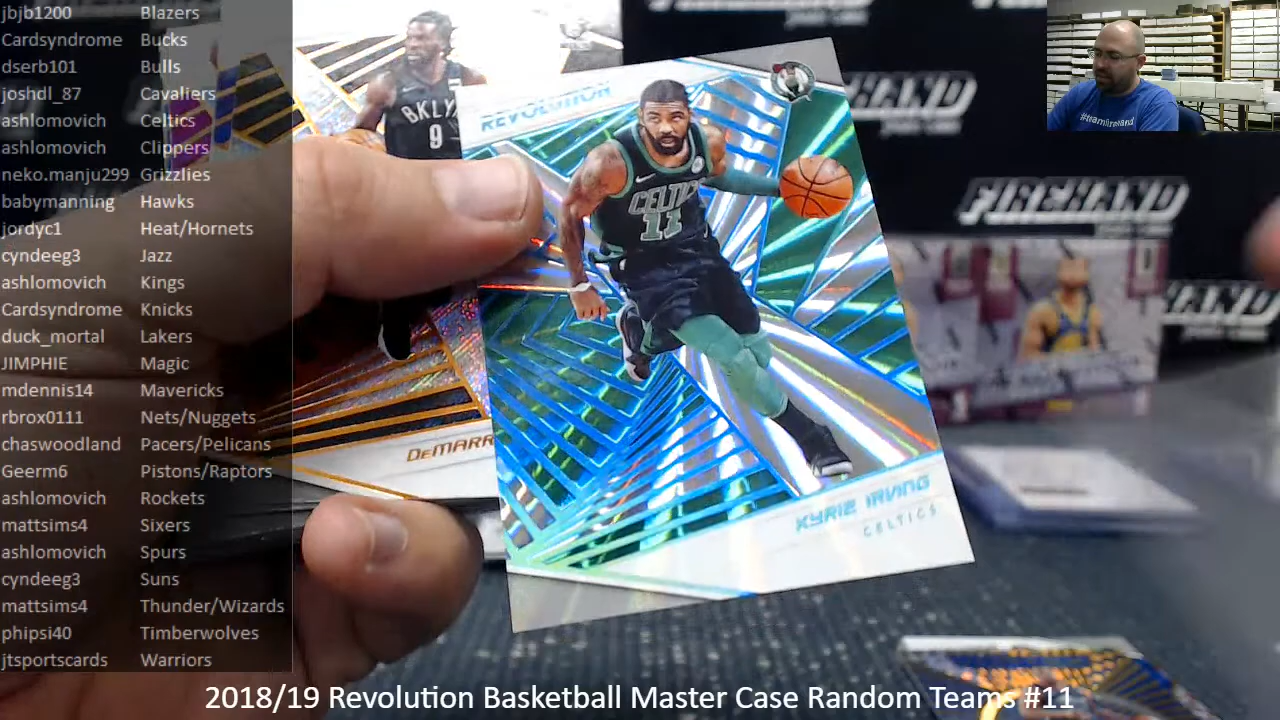 jbjb1200 Blazers
Cardsyndrome Bucks
dserb101 Bulls
joshdl_87 Cavaliers
ashlomovich Celtics
ashlomovich Clippers
neko.manju299 Grizzlies
babymanning Hawks
jordyc1 Heat/Hornets
cyndeeg3 Jazz
ashlomovich Kings
Cardsyndrome Knicks
duck_mortal Lakers
JIMPHIE Magic
mdennis14 Mavericks
rbrox0111 Nets/Nuggets
chaswoodland Pacers/Pelicans
Geerm6 Pistons/Raptors
ashlomovich Rockets
mattsims4 Sixers
ashlomovich Spurs
cyndeeg3 Suns
mattsims4 Thunder/Wizards
phipsi40 Timberwolves
jtsportscards Warriors
BKLY
9
DEMARR
REVOLUTION
CELTIC
11
KYRIE IRVING
CELTICS
FIREHAND
#teamfirehand
2018/19 Revolution Basketball Master Case Random Teams #11